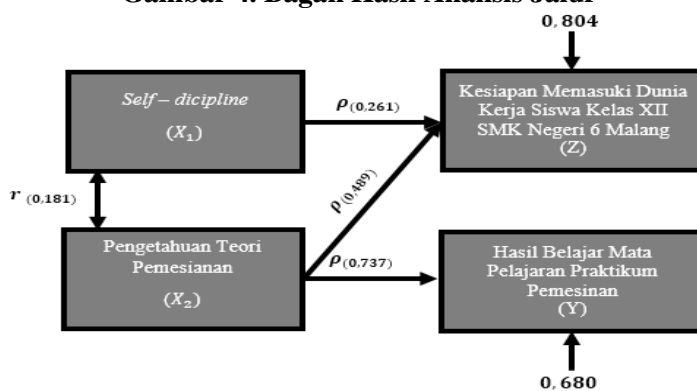 0,804
Self – dicipline
(X₁)
ρ(0,261)
Kesiapan Memasuki Dunia
Kerja Siswa Kelas XII
SMK Negeri 6 Malang
(Z)
r (0,181)
ρ(0,489)
Pengetahuan Teori
Pemesianan
(X₂)
ρ(0,737)
Hasil Belajar Mata
Pelajaran Praktikum
Pemesinan
(Y)
0,680